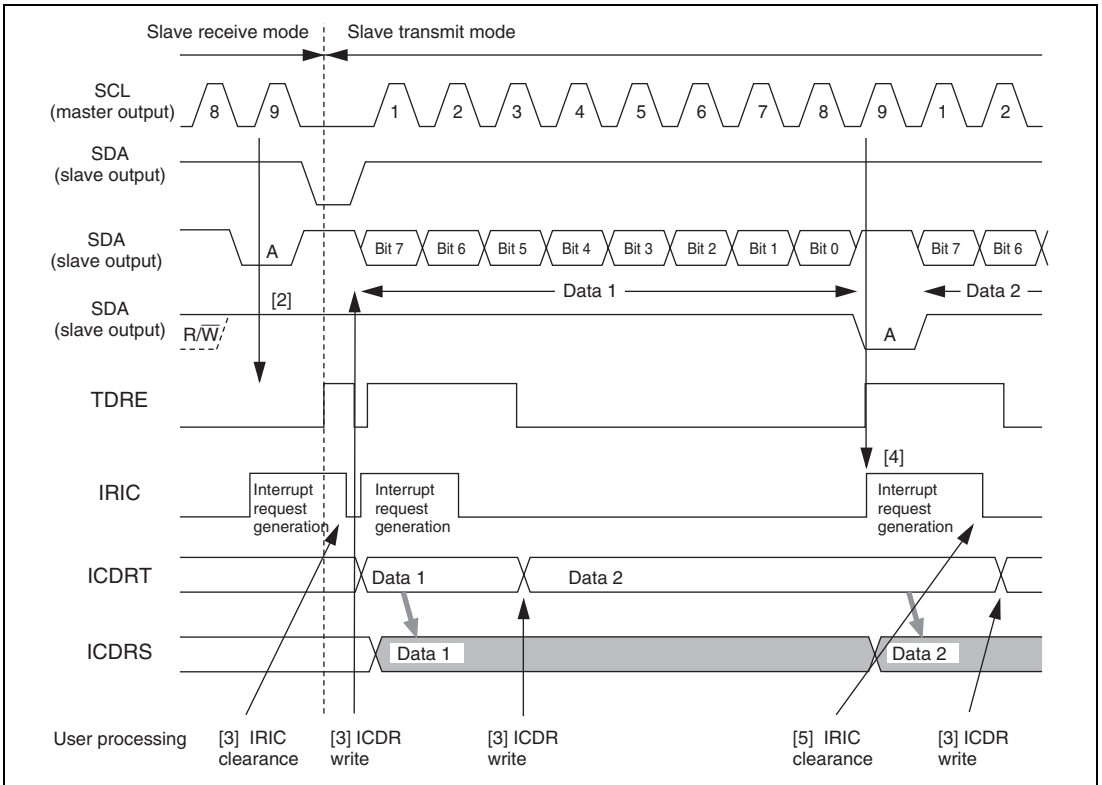 Slave receive mode Slave transmit mode
SCL
(master output)
8 9 1 2 3 4 5 6 7 8 9 1 2
SDA
(slave output)
SDA
(slave output)
A Bit 7 Bit 6 Bit 5 Bit 4 Bit 3 Bit 2 Bit 1 Bit 0 Bit 7 Bit 6
[2] Data 1 Data 2
SDA
(slave output)
R/W̅ A
TDRE
[4]
IRIC
Interrupt
request
generation
Interrupt
request
generation
Interrupt
request
generation
ICDRT
Data 1 Data 2
ICDRS
Data 1 Data 2
User processing
[3] IRIC
clearance
[3] ICDR
write
[3] ICDR
write
[5] IRIC
clearance
[3] ICDR
write